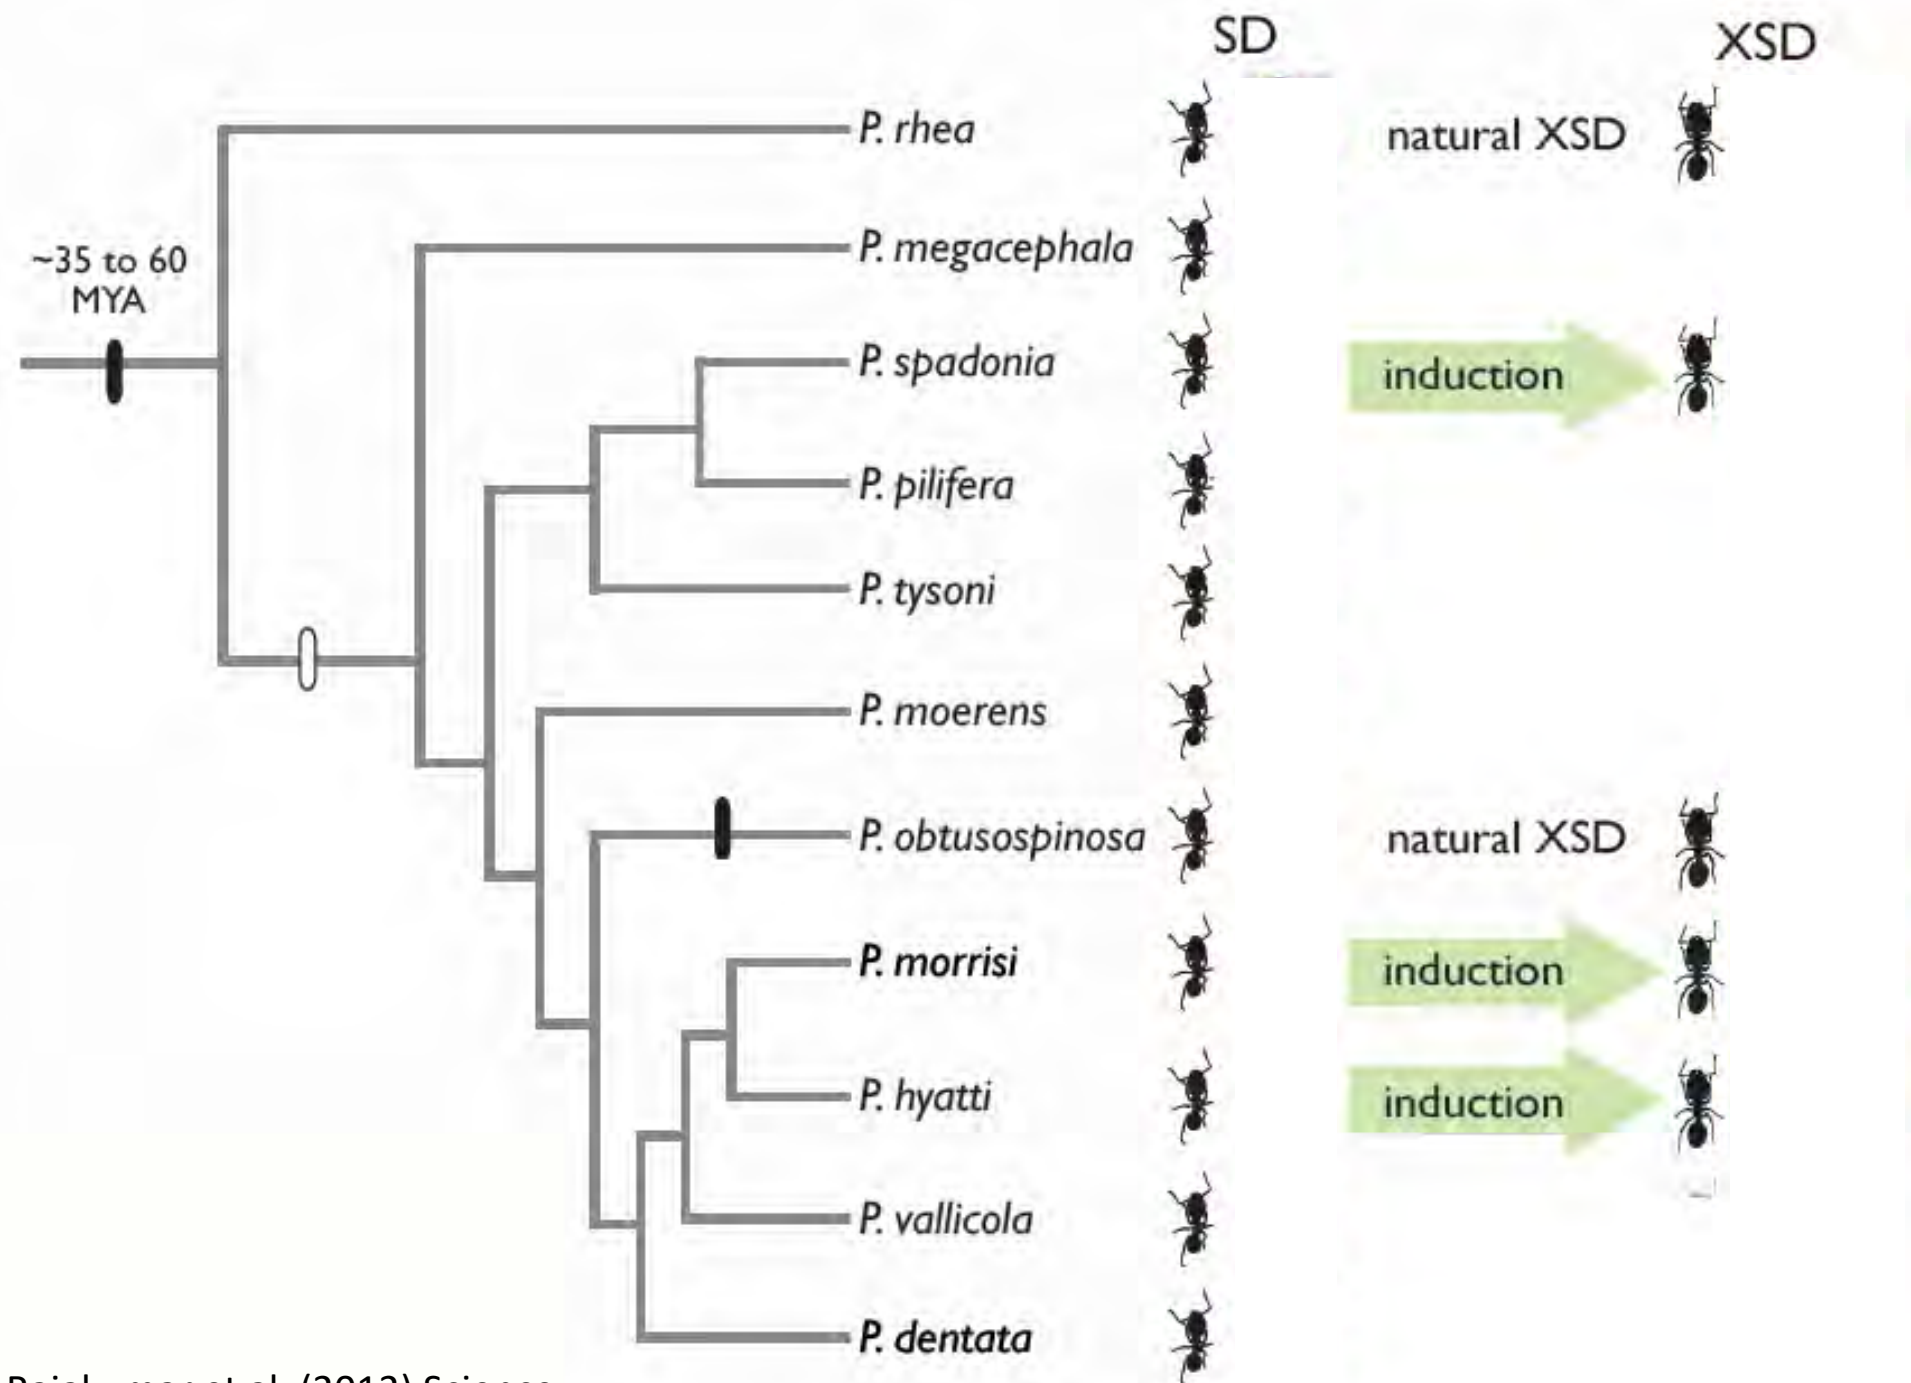 SD XSD
P. rhea natural XSD
~35 to 60
MYA
P. megacephala
P. spadonia induction
P. pilifera
P. tysoni
P. moerens
P. obtusospinosa natural XSD
P. morrisi induction
P. hyatti induction
P. vallicola
P. dentata